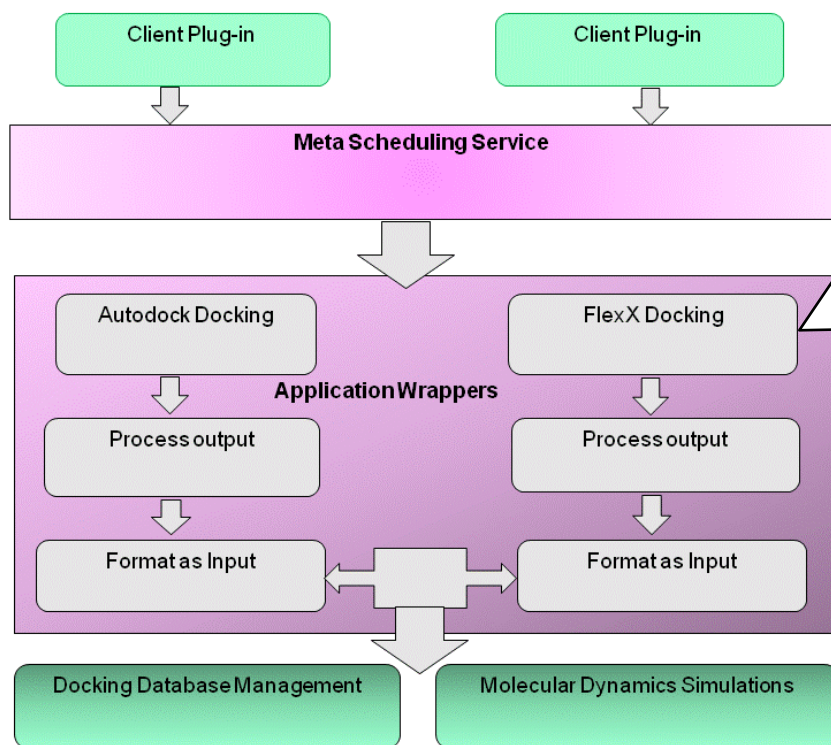 Client Plug-in
Client Plug-in
Meta Scheduling Service
Autodock Docking
FlexX Docking
Application Wrappers
Process output
Process output
Format as Input
Format as Input
Docking Database Management
Molecular Dynamics Simulations